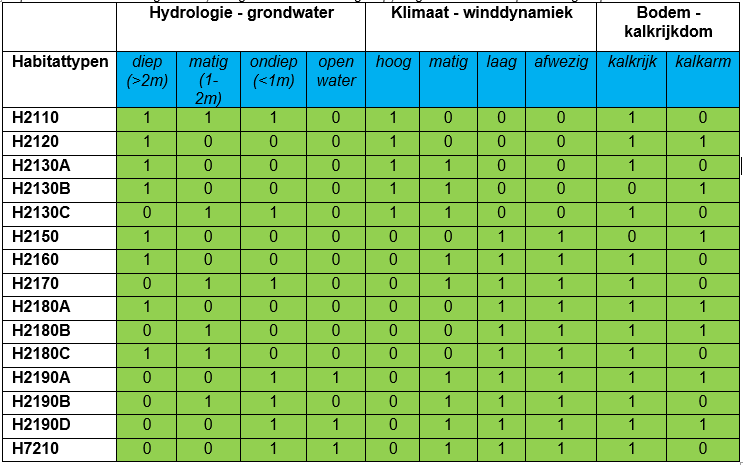 Hydrologie - grondwater Klimaat - winddynamiek Bodem - kalkrijkdom
Habitattypen diep (>2m) matig (1-2m) ondiep (<1m) open water hoog matig laag afwezig kalkrijk kalkarm
H2110 1 1 1 0 1 0 0 0 1 0
H2120 1 0 0 0 1 0 0 0 1 1
H2130A 1 0 0 0 1 1 0 0 1 0
H2130B 1 0 0 0 1 1 0 0 0 1
H2130C 0 1 1 0 1 1 0 0 1 0
H2150 1 0 0 0 0 0 1 1 0 1
H2160 1 0 0 0 0 1 1 1 1 0
H2170 0 1 1 0 0 1 1 1 1 0
H2180A 1 0 0 0 0 0 1 1 1 1
H2180B 0 1 0 0 0 0 1 1 1 1
H2180C 1 1 0 0 0 0 1 1 1 0
H2190A 0 0 1 1 0 1 1 1 1 1
H2190B 0 1 1 0 0 1 1 1 1 0
H2190D 0 0 1 1 0 1 1 1 1 1
H7210 0 0 1 1 0 1 1 1 1 0